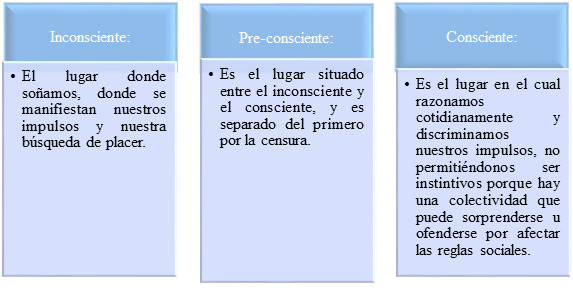 Inconsciente:
• El lugar donde
soñamos, donde se
manifiestan nuestros
impulsos y nuestra
búsqueda de placer.
Pre-consciente:
• Es el lugar situado
entre el inconsciente y
el consciente, y es
separado del primero
por la censura.
Consciente:
• Es el lugar en el cual
razonamos
cotidianamente y
discriminamos
nuestros impulsos, no
permitiéndonos ser
instintivos porque hay
una colectividad que
puede sorprenderse u
ofenderse por afectar
las reglas sociales.